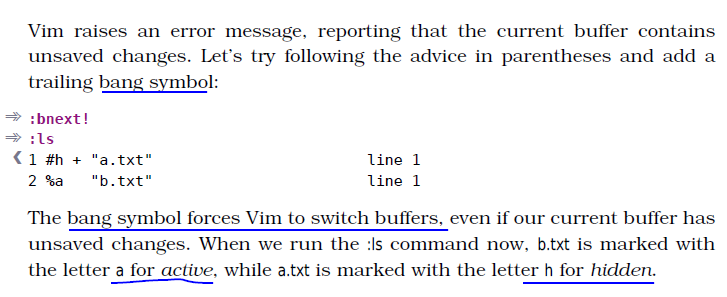 Vim raises an error message, reporting that the current buffer contains
unsaved changes. Let’s try following the advice in parentheses and add a
trailing bang symbol:
⇒ :bnext!
⇒ :ls
❮ 1 #h + "a.txt" line 1
2 %a "b.txt" line 1
The bang symbol forces Vim to switch buffers, even if our current buffer has
unsaved changes. When we run the :ls command now, b.txt is marked with
the letter a for active, while a.txt is marked with the letter h for hidden.